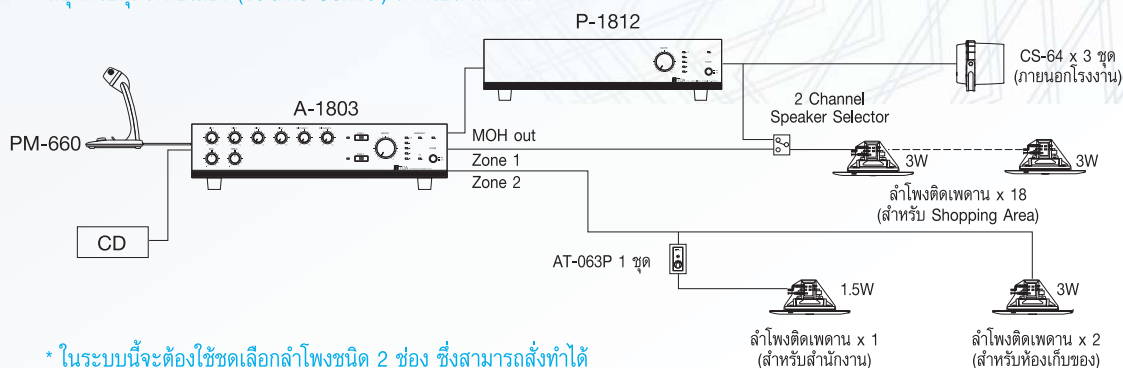 P-1812
CS-64 x 3 ชุด
(ภายนอกโรงงาน)
2 Channel
Speaker Selector
A-1803
PM-660
MOH out
Zone 1
Zone 2
3W
3W
ลำโพงติดเพดาน x 18
(สำหรับ Shopping Area)
CD
AT-063P 1 ชุด
1.5W
3W
ลำโพงติดเพดาน x 1
(สำหรับสำนักงาน)
ลำโพงติดเพดาน x 2
(สำหรับห้องเก็บของ)
* ในระบบนี้จะต้องใช้ชุดเลือกลำโพงชนิด 2 ช่อง ซึ่งสามารถสั่งทำได้